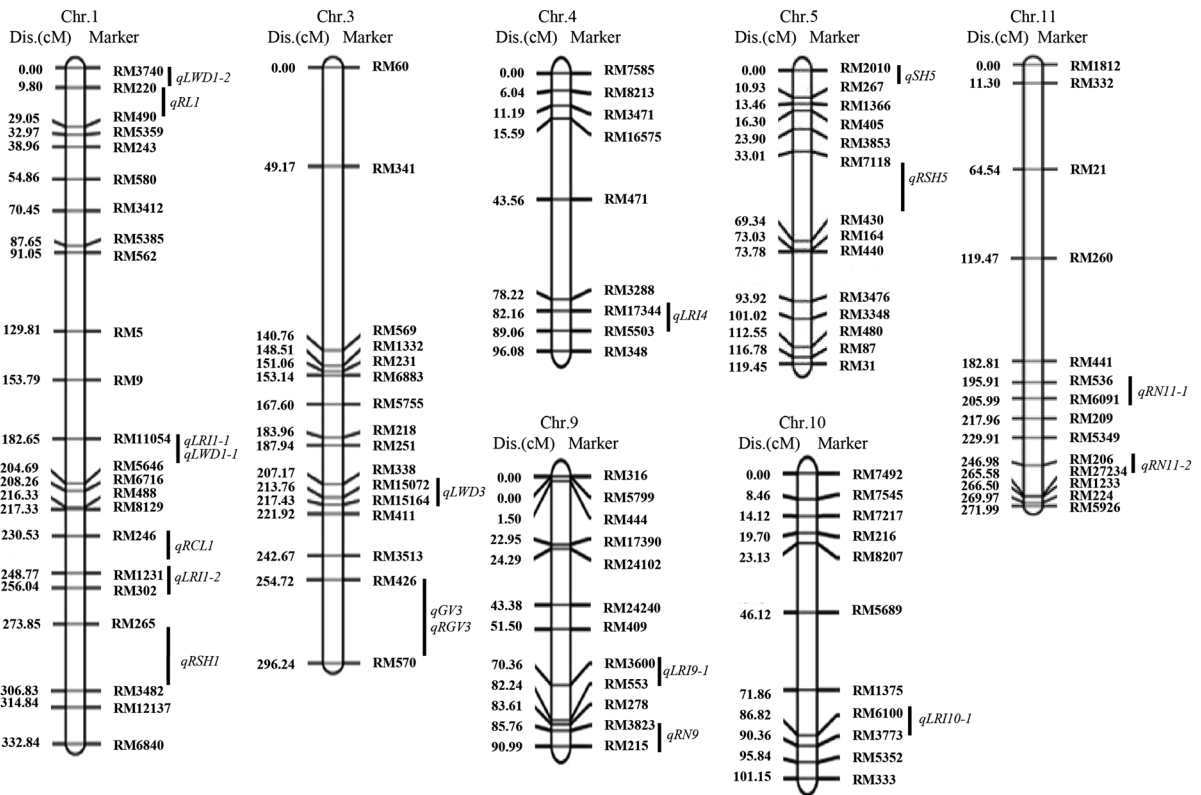 Chr.1
Dis.(cM) Marker
0.00 RM3740
qLWD1-2
9.80 RM220
qRL1
29.05 RM490
32.97 RM5359
38.96 RM243
54.86 RM580
70.45 RM3412
87.65 RM5385
91.05 RM562
129.81 RM5
153.79 RM9
182.65 RM11054
qLRI1-1
qLWD1-1
204.69 RM5646
208.26 RM6716
216.33 RM488
217.33 RM8129
230.53 RM246
qRCL1
248.77 RM1231
qLRI1-2
256.04 RM302
273.85 RM265
qRSH1
306.83 RM3482
314.84 RM12137
332.84 RM6840
Chr.3
Dis.(cM) Marker
0.00 RM60
49.17 RM341
140.76 RM569
148.51 RM1332
151.06 RM231
153.14 RM6883
167.60 RM5755
183.96 RM218
187.94 RM251
207.17 RM338
213.76 RM15072
qLWD3
217.43 RM15164
221.92 RM411
242.67 RM3513
254.72 RM426
qGV3
qRGV3
296.24 RM570
Chr.4
Dis.(cM) Marker
0.00 RM7585
6.04 RM8213
11.19 RM3471
15.59 RM16575
43.56 RM471
78.22 RM3288
82.16 RM17344
qLRI4
89.06 RM5503
96.08 RM348
Chr.9
Dis.(cM) Marker
0.00 RM316
0.00 RM5799
1.50 RM444
22.95 RM17390
24.29 RM24102
43.38 RM24240
51.50 RM409
70.36 RM3600
qLRI9-1
82.24 RM553
83.61 RM278
85.76 RM3823
qRN9
90.99 RM215
Chr.5
Dis.(cM) Marker
0.00 RM2010
qSH5
10.93 RM267
13.46 RM1366
16.30 RM405
23.90 RM3853
33.01 RM7118
qRSH5
69.34 RM430
73.03 RM164
73.78 RM440
93.92 RM3476
101.02 RM3348
112.55 RM480
116.78 RM87
119.45 RM31
Chr.10
Dis.(cM) Marker
0.00 RM7492
8.46 RM7545
14.12 RM7217
19.70 RM216
23.13 RM8207
46.12 RM5689
71.86 RM1375
86.82 RM6100
qLRI10-1
90.36 RM3773
95.84 RM5352
101.15 RM333
Chr.11
Dis.(cM) Marker
0.00 RM1812
11.30 RM332
64.54 RM21
119.47 RM260
182.81 RM441
195.91 RM536
qRN11-1
205.99 RM6091
217.96 RM209
229.91 RM5349
246.98 RM206
qRN11-2
265.58 RM27234
266.50 RM1233
269.97 RM224
271.99 RM5926